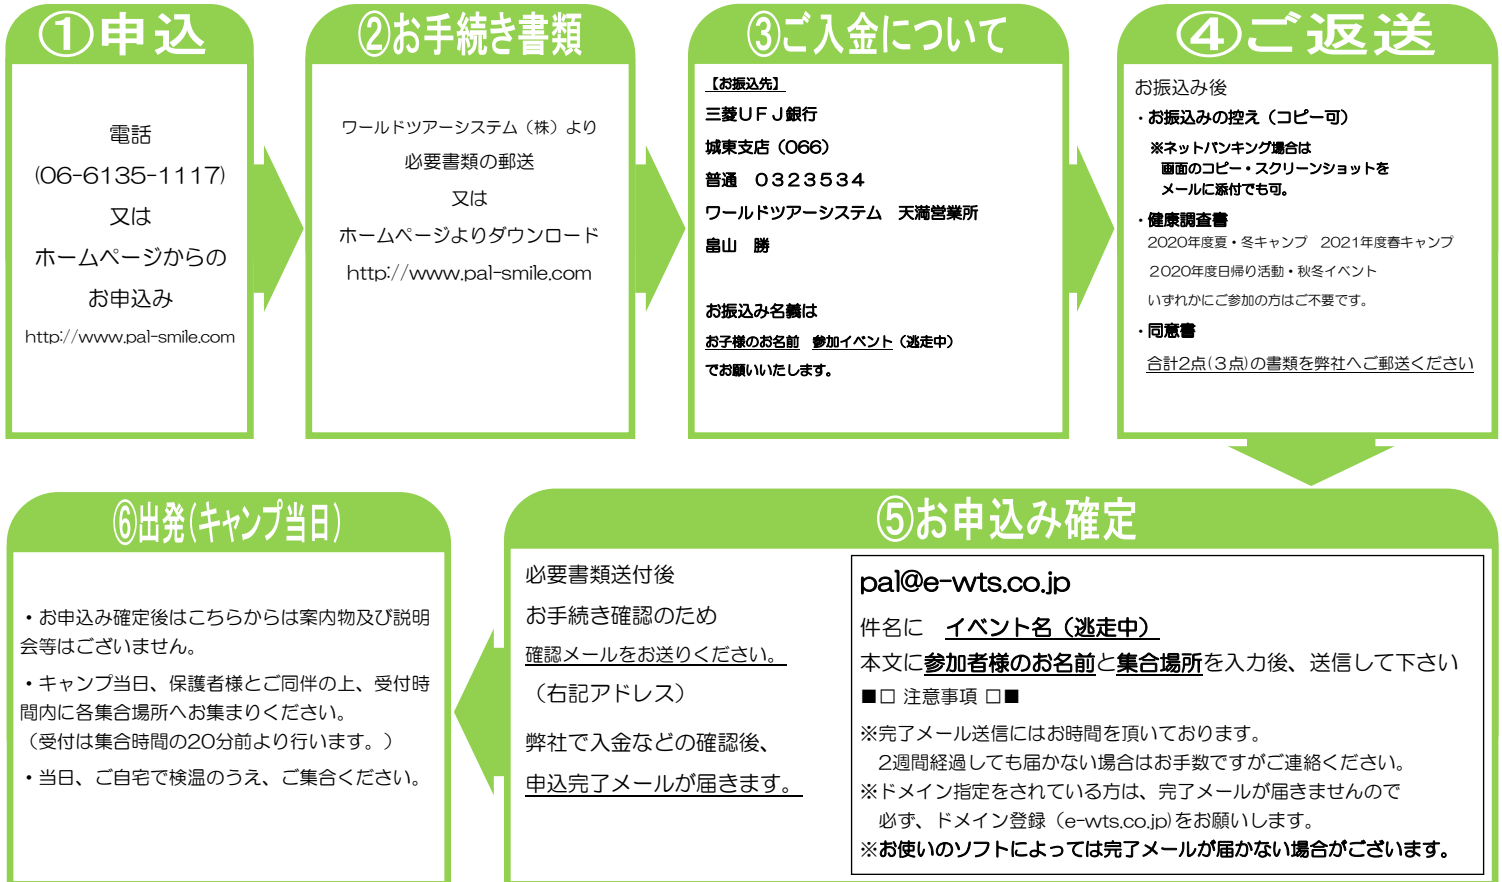 ①申込
電話
(06-6135-1117)
又は
ホームページからの
お申込み
http://www.pal-smile.com
②お手続き書類
ワールドツアーシステム（株）より
必要書類の郵送
又は
ホームページよりダウンロード
http://www.pal-smile.com
③ご入金について
【お振込先】
三菱ＵＦＪ銀行
城東支店（066）
普通　０３２３５３４
ワールドツアーシステム　天満営業所
畠山　勝
お振込み名義は
お子様のお名前　参加イベント（逃走中）
でお願いいたします。
④ご返送
お振込み後
・お振込みの控え（コピー可）
※ネットバンキング場合は
画面のコピー・スクリーンショットを
メールに添付でも可。
・健康調査書
2020年度夏・冬キャンプ　2021年度春キャンプ
２020年度日帰り活動・秋冬イベント
いずれかにご参加の方はご不要です。
・同意書
合計2点(３点)の書類を弊社へご郵送ください
⑤お申込み確定
必要書類送付後
お手続き確認のため
確認メールをお送りください。
（右記アドレス）
弊社で入金などの確認後、
申込完了メールが届きます。
pal@e-wts.co.jp
件名に　イベント名（逃走中）
本文に参加者様のお名前と集合場所を入力後、送信して下さい
■□ 注意事項 □■
※完了メール送信にはお時間を頂いております。
2週間経過しても届かない場合はお手数ですがご連絡ください。
※ドメイン指定をされている方は、完了メールが届きませんので
必ず、ドメイン登録（e-wts.co.jp)をお願いします。
※お使いのソフトによっては完了メールが届かない場合がございます。
⑥出発(キャンプ当日)
・お申込み確定後はこちらからは案内物及び説明
会等はございません。
・キャンプ当日、保護者様とご同伴の上、受付時
間内に各集合場所へお集まりください。
（受付は集合時間の20分前より行います。）
・当日、ご自宅で検温のうえ、ご集合ください。